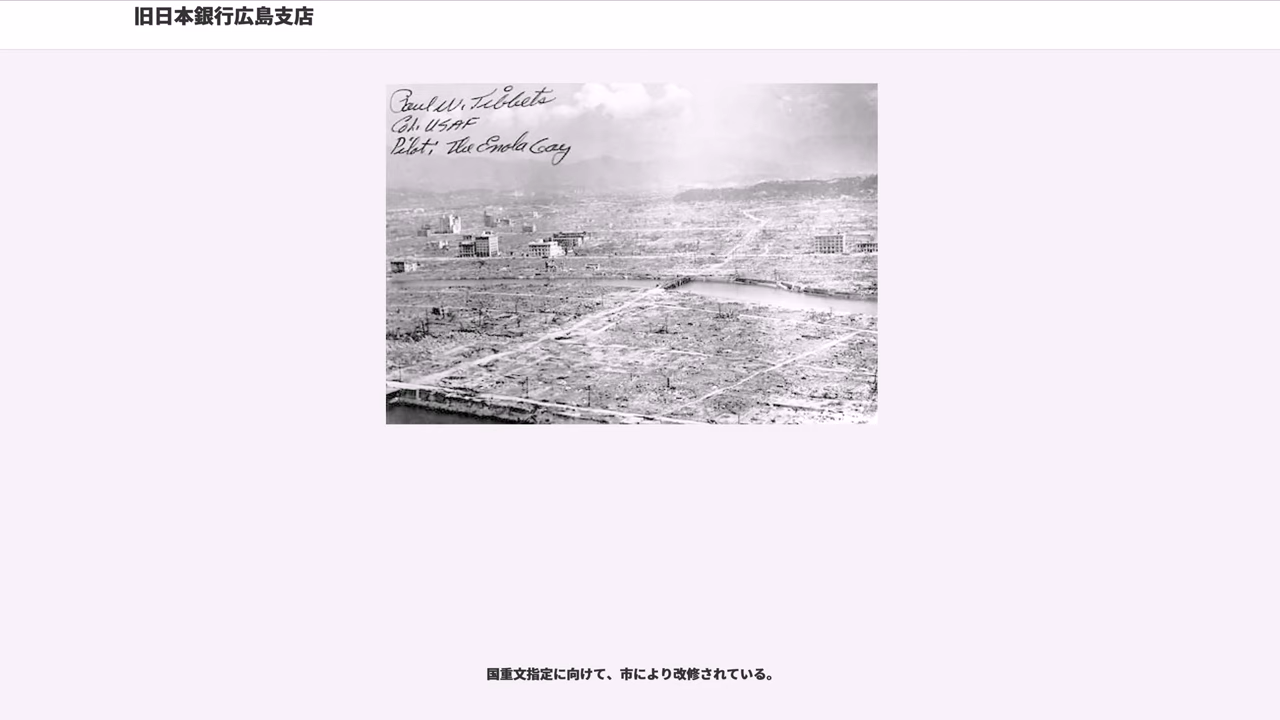 旧日本銀行広島支店
Paul W. Tibbets
Col. USAF
Pilot, The Enola Gay
国重文指定に向けて、市により改修されている。